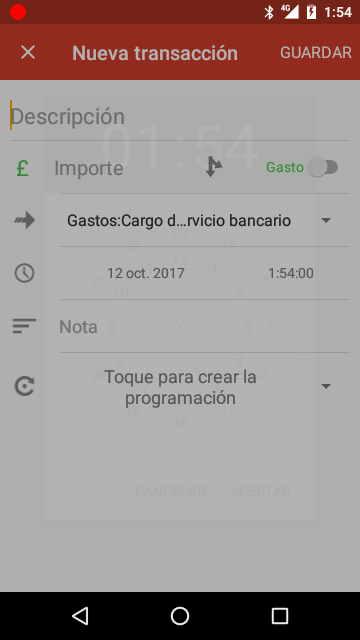 4G 1:54
Nueva transacción GUARDAR
Descripción
01:54
£ Importe Gasto
Gastos:Cargo d...rvicio bancario
12 oct. 2017 1:54:00
Nota
Toque para crear la
programación
CANCELAR ACEPTAR